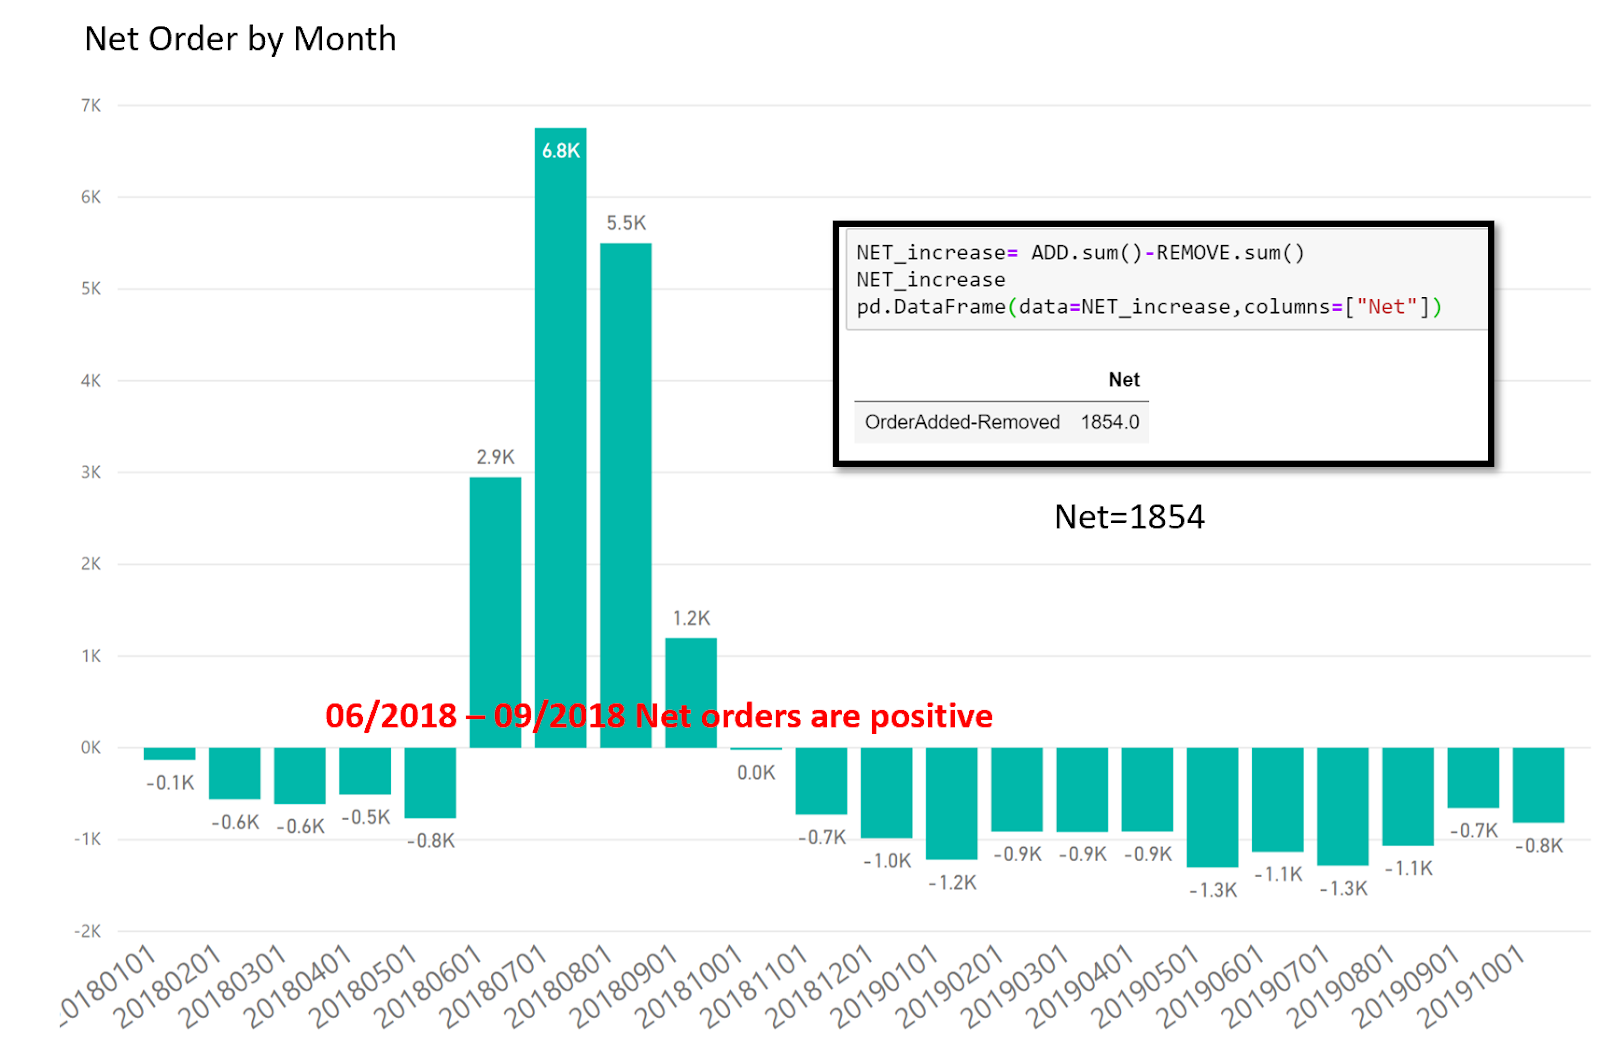 Net Order by Month
7K
6K
5K
4K
3K
2K
1K
0K
-1K
-2K
6.8K
5.5K
2.9K
1.2K
NET_increase= ADD.sum()-REMOVE.sum()
NET_increase
pd.DataFrame(data=NET_increase,columns=["Net"])
Net
OrderAdded-Removed 1854.0
Net=1854
06/2018 – 09/2018 Net orders are positive
-0.1K
-0.6K
-0.6K
-0.5K
-0.8K
0.0K
-0.7K
-1.0K
-1.2K
-0.9K
-0.9K
-0.9K
-1.3K
-1.1K
-1.3K
-1.1K
-0.7K
-0.8K
20180101
20180201
20180301
20180401
20180501
20180601
20180701
20180801
20180901
20181001
20181101
20181201
20190101
20190201
20190301
20190401
20190501
20190601
20190701
20190801
20190901
20191001